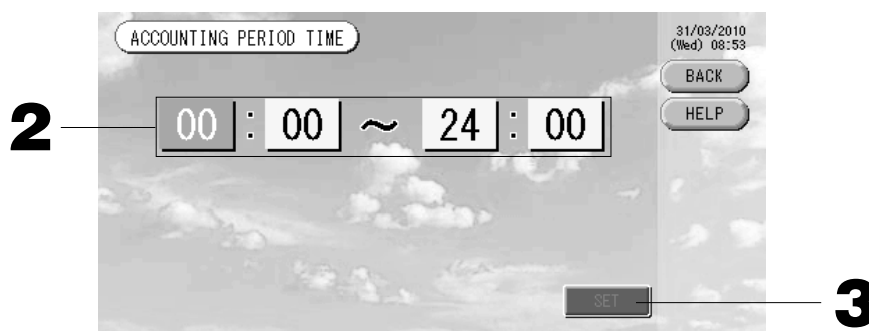 ACCOUNTING PERIOD TIME
31/03/2010
(Wed) 08:53
BACK
HELP
2
00 : 00 ~ 24 : 00
SET
3